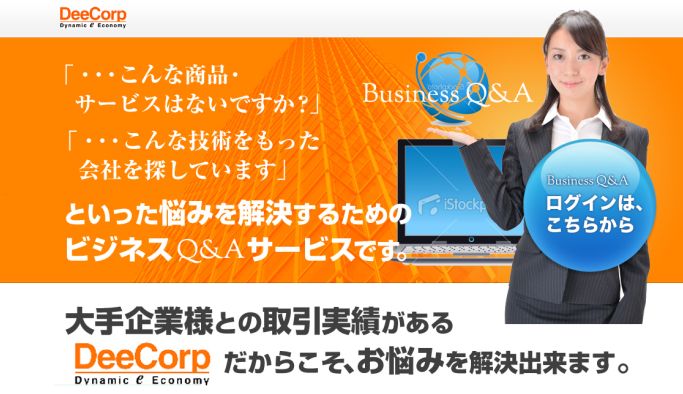 DeeCorp
Dynamic e Economy
「・・・こんな商品・
サービスはないですか?」
Business Q&A
「・・・こんな技術をもった
会社を探しています」
iStockp
Business Q&A
ログインは、
こちらから
といった悩みを解決するための
ビジネスQ&Aサービスです。
大手企業様との取引実績がある
DeeCorp だからこそ、お悩みを解決出来ます。
Dynamic e Economy